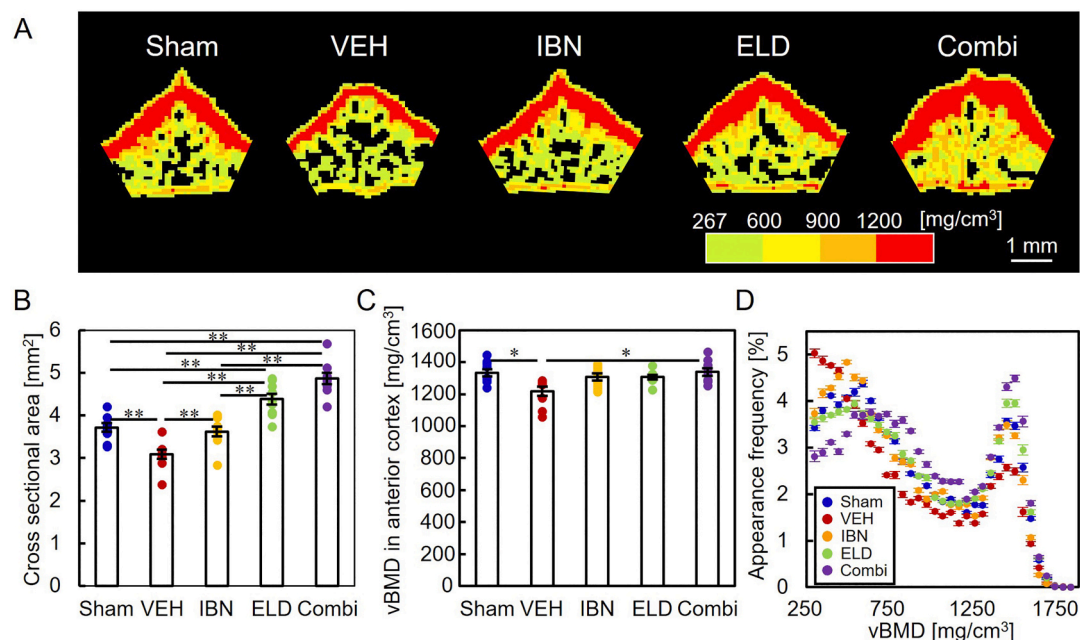 A
Sham VEH IBN ELD Combi
267 600 900 1200 [mg/cm³]
1 mm
B
Cross sectional area [mm²]
6
5
4
3
2
1
0
** ** ** ** ** ** ** **
Sham VEH IBN ELD Combi
C
vBMD in anterior cortex [mg/cm³]
1600
1400
1200
1000
800
600
400
200
0
* *
Sham VEH IBN ELD Combi
D
Appearance frequency [%]
5
4
3
2
1
0
Sham
VEH
IBN
ELD
Combi
250 750 1250 1750
vBMD [mg/cm³]